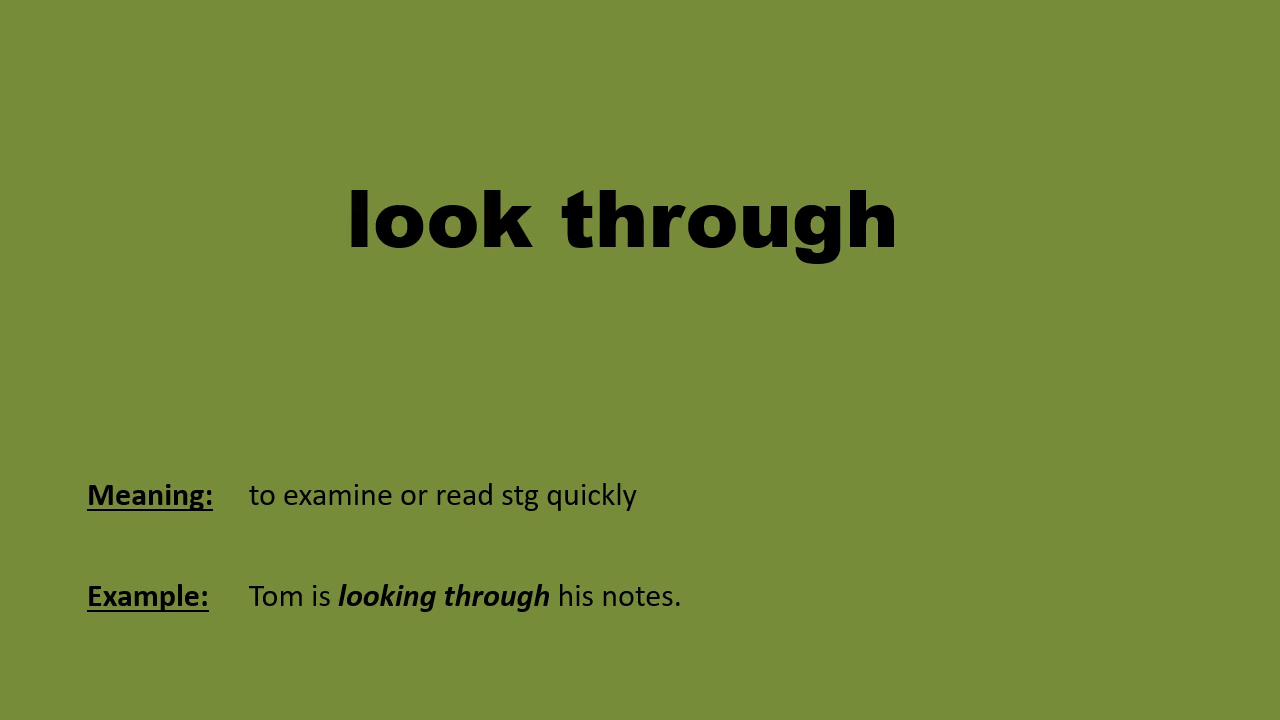 look through
Meaning: to examine or read stg quickly
Example: Tom is looking through his notes.